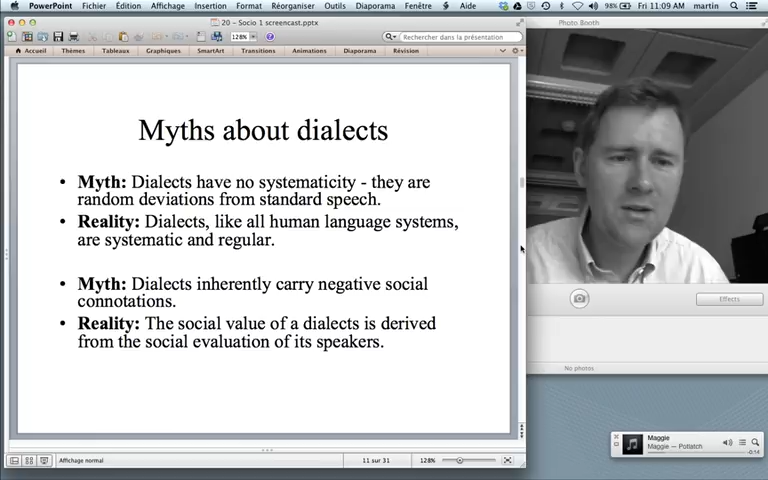 PowerPoint Fichier Édition Affichage Insertion Format Réorganiser Outils Diaporama Fenêtre Aide 98% Fri 11:09 AM martin
20 – Socio 1 screencast.pptx
Photo Booth
128% Rechercher dans la présentation
Accueil Thèmes Tableaux Graphiques SmartArt Transitions Animations Diaporama Révision
Myths about dialects
• Myth: Dialects have no systematicity - they are
random deviations from standard speech.
• Reality: Dialects, like all human language systems,
are systematic and regular.
• Myth: Dialects inherently carry negative social
connotations.
• Reality: The social value of a dialects is derived
from the social evaluation of its speakers.
Effects
No photos
Maggie
Maggie — Potlatch
-0:14
Affichage normal 11 sur 31 128%